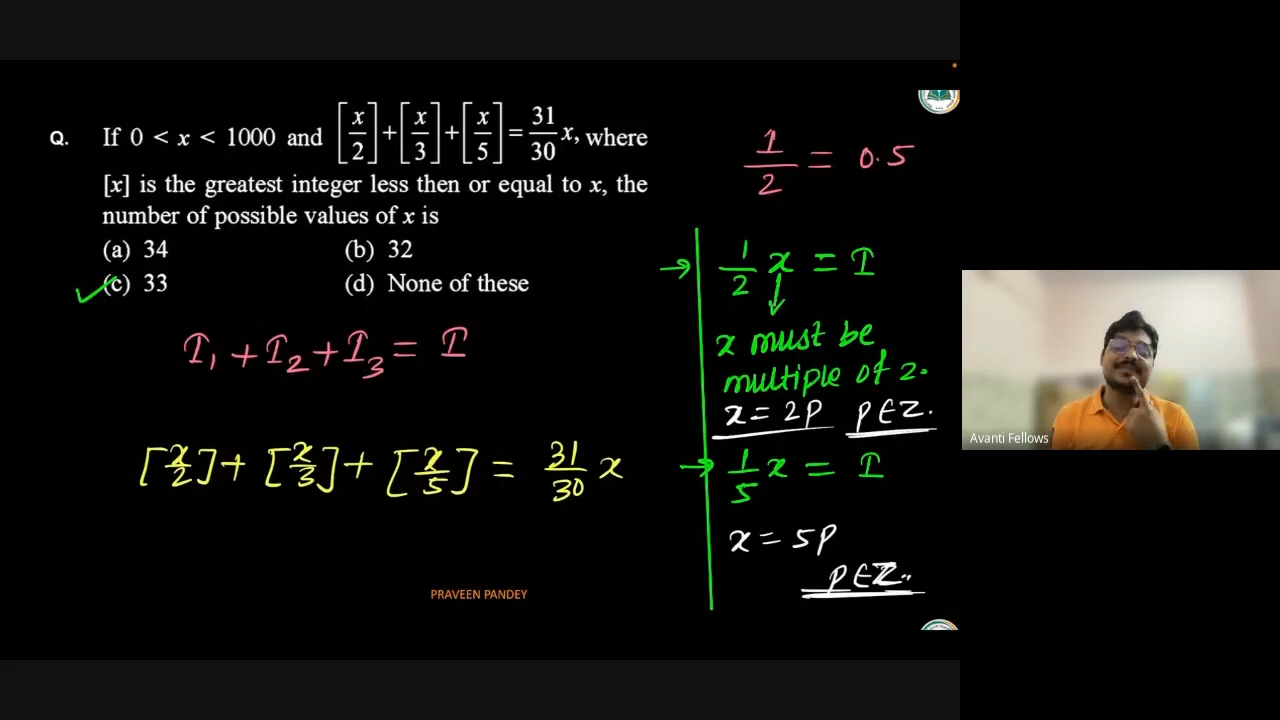 Q. If 0 < x < 1000 and [x/2] + [x/3] + [x/5] = 31/30 x, where
[x] is the greatest integer less then or equal to x, the
number of possible values of x is
(a) 34 (b) 32
(c) 33 (d) None of these
I₁ + I₂ + I₃ = I
[x/2] + [x/3] + [x/5] = 31/30 x
PRAVEEN PANDEY
1/2 = 0.5
→ 1/2 x = I
↓
x must be
multiple of 2.
x = 2P P∈Z.
→ 1/5 x = I
x = 5P
P∈Z..
Avanti Fellows